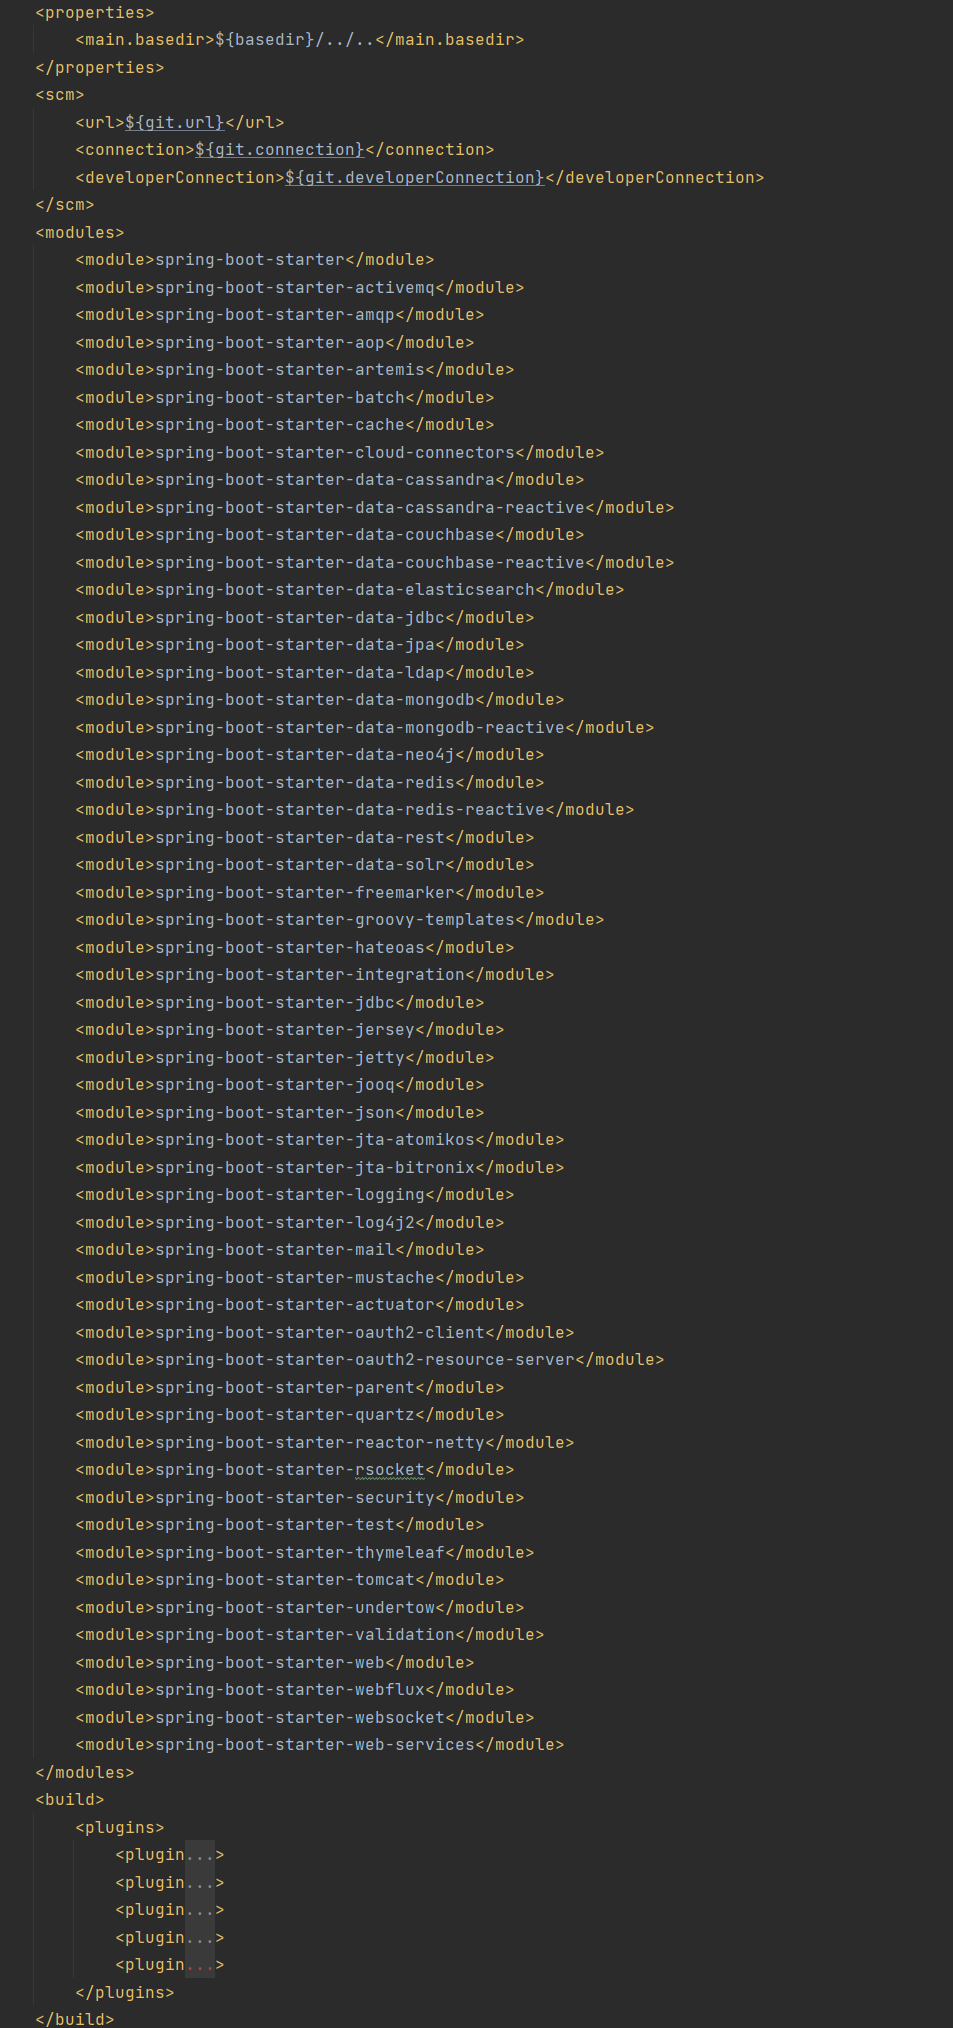 <properties>
<main.basedir>${basedir}/../..</main.basedir>
</properties>
<scm>
<url>${git.url}</url>
<connection>${git.connection}</connection>
<developerConnection>${git.developerConnection}</developerConnection>
</scm>
<modules>
<module>spring-boot-starter</module>
<module>spring-boot-starter-activemq</module>
<module>spring-boot-starter-amqp</module>
<module>spring-boot-starter-aop</module>
<module>spring-boot-starter-artemis</module>
<module>spring-boot-starter-batch</module>
<module>spring-boot-starter-cache</module>
<module>spring-boot-starter-cloud-connectors</module>
<module>spring-boot-starter-data-cassandra</module>
<module>spring-boot-starter-data-cassandra-reactive</module>
<module>spring-boot-starter-data-couchbase</module>
<module>spring-boot-starter-data-couchbase-reactive</module>
<module>spring-boot-starter-data-elasticsearch</module>
<module>spring-boot-starter-data-jdbc</module>
<module>spring-boot-starter-data-jpa</module>
<module>spring-boot-starter-data-ldap</module>
<module>spring-boot-starter-data-mongodb</module>
<module>spring-boot-starter-data-mongodb-reactive</module>
<module>spring-boot-starter-data-neo4j</module>
<module>spring-boot-starter-data-redis</module>
<module>spring-boot-starter-data-redis-reactive</module>
<module>spring-boot-starter-data-rest</module>
<module>spring-boot-starter-data-solr</module>
<module>spring-boot-starter-freemarker</module>
<module>spring-boot-starter-groovy-templates</module>
<module>spring-boot-starter-hateoas</module>
<module>spring-boot-starter-integration</module>
<module>spring-boot-starter-jdbc</module>
<module>spring-boot-starter-jersey</module>
<module>spring-boot-starter-jetty</module>
<module>spring-boot-starter-jooq</module>
<module>spring-boot-starter-json</module>
<module>spring-boot-starter-jta-atomikos</module>
<module>spring-boot-starter-jta-bitronix</module>
<module>spring-boot-starter-logging</module>
<module>spring-boot-starter-log4j2</module>
<module>spring-boot-starter-mail</module>
<module>spring-boot-starter-mustache</module>
<module>spring-boot-starter-actuator</module>
<module>spring-boot-starter-oauth2-client</module>
<module>spring-boot-starter-oauth2-resource-server</module>
<module>spring-boot-starter-parent</module>
<module>spring-boot-starter-quartz</module>
<module>spring-boot-starter-reactor-netty</module>
<module>spring-boot-starter-rsocket</module>
<module>spring-boot-starter-security</module>
<module>spring-boot-starter-test</module>
<module>spring-boot-starter-thymeleaf</module>
<module>spring-boot-starter-tomcat</module>
<module>spring-boot-starter-undertow</module>
<module>spring-boot-starter-validation</module>
<module>spring-boot-starter-web</module>
<module>spring-boot-starter-webflux</module>
<module>spring-boot-starter-websocket</module>
<module>spring-boot-starter-web-services</module>
</modules>
<build>
<plugins>
<plugin...>
<plugin...>
<plugin...>
<plugin...>
<plugin...>
</plugins>
</build>